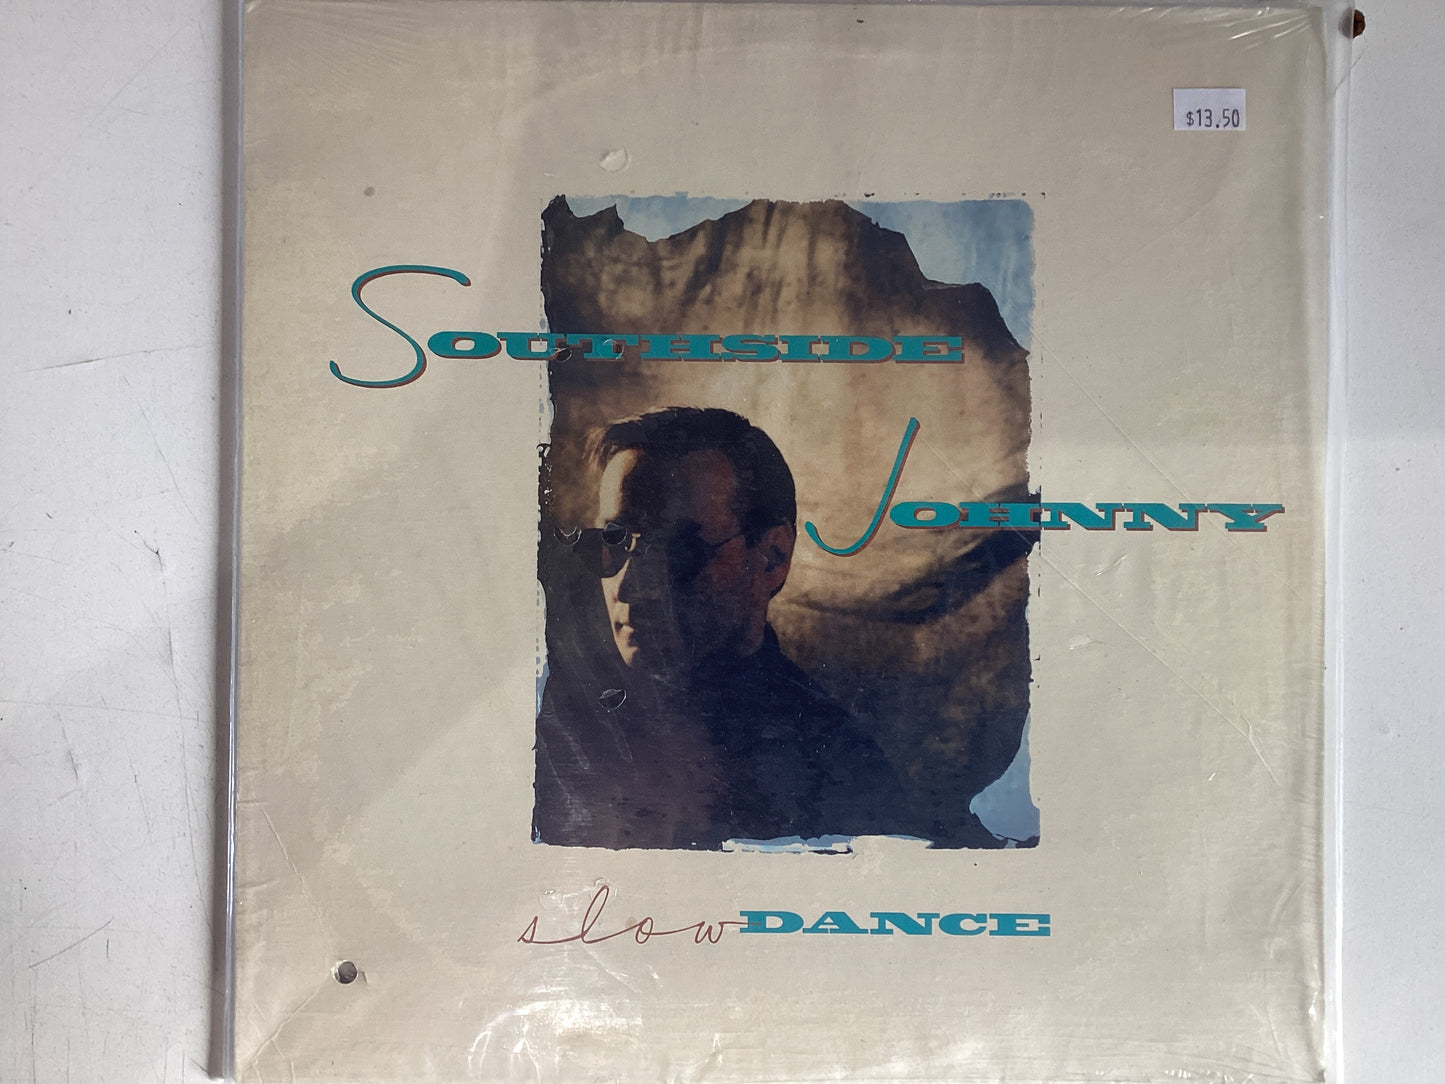 $13.50
SOUTHSIDE
JOHNNY
slow DANCE